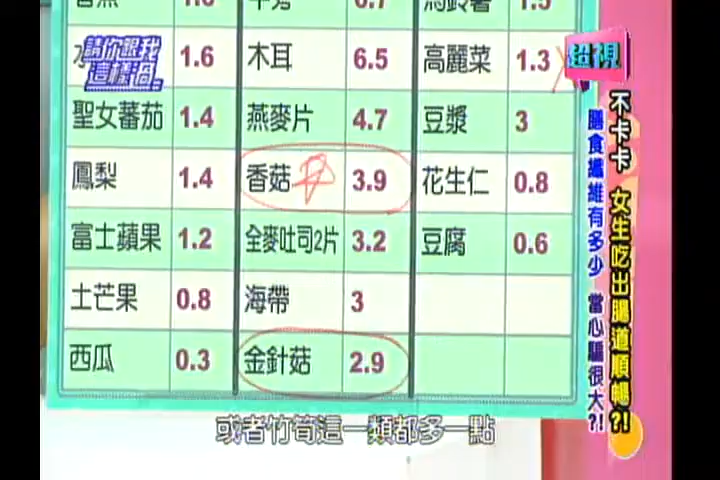 1.6 木耳 6.5 高麗菜 1.3
聖女蕃茄 1.4 燕麥片 4.7 豆漿 3
鳳梨 1.4 香菇 3.9 花生仁 0.8
富士蘋果 1.2 全麥吐司2片 3.2 豆腐 0.6
土芒果 0.8 海帶 3
西瓜 0.3 金針菇 2.9
請你跟我
這樣過
超視
不卡卡 女生吃出腸道順暢?!
膳食纖維有多少 當心騙很大?!
或者竹筍這一類都多一點